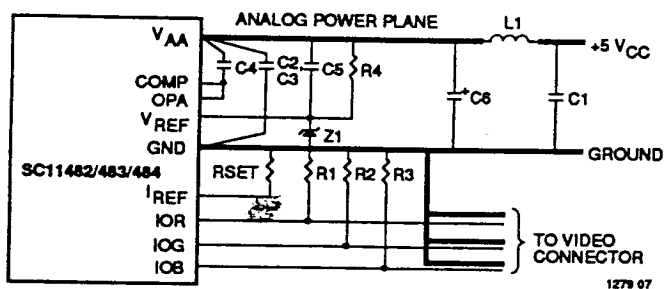 ANALOG POWER PLANE
L1
VAA
+5 VCC
C4
C2
C3
C5
R4
C6
C1
COMP
OPA
VREF
Z1
GND
GROUND
SC11482/483/484
RSET
R1
R2
R3
IREF
IOR
IOG
IOB
TO VIDEO
CONNECTOR
1279 07